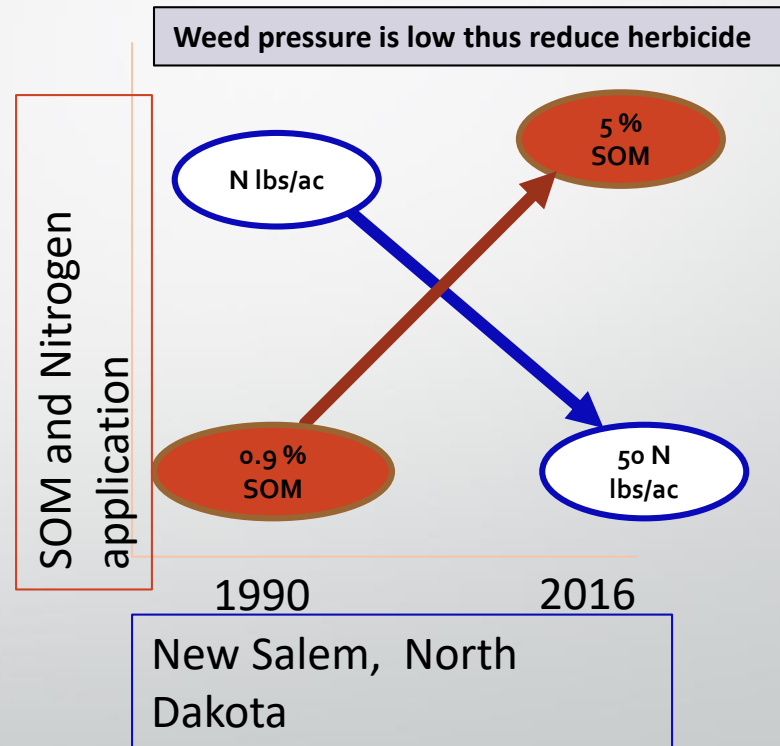 Weed pressure is low thus reduce herbicide
SOM and Nitrogen
application
N lbs/ac
5 %
SOM
0.9 %
SOM
50 N
lbs/ac
1990
2016
New Salem, North
Dakota